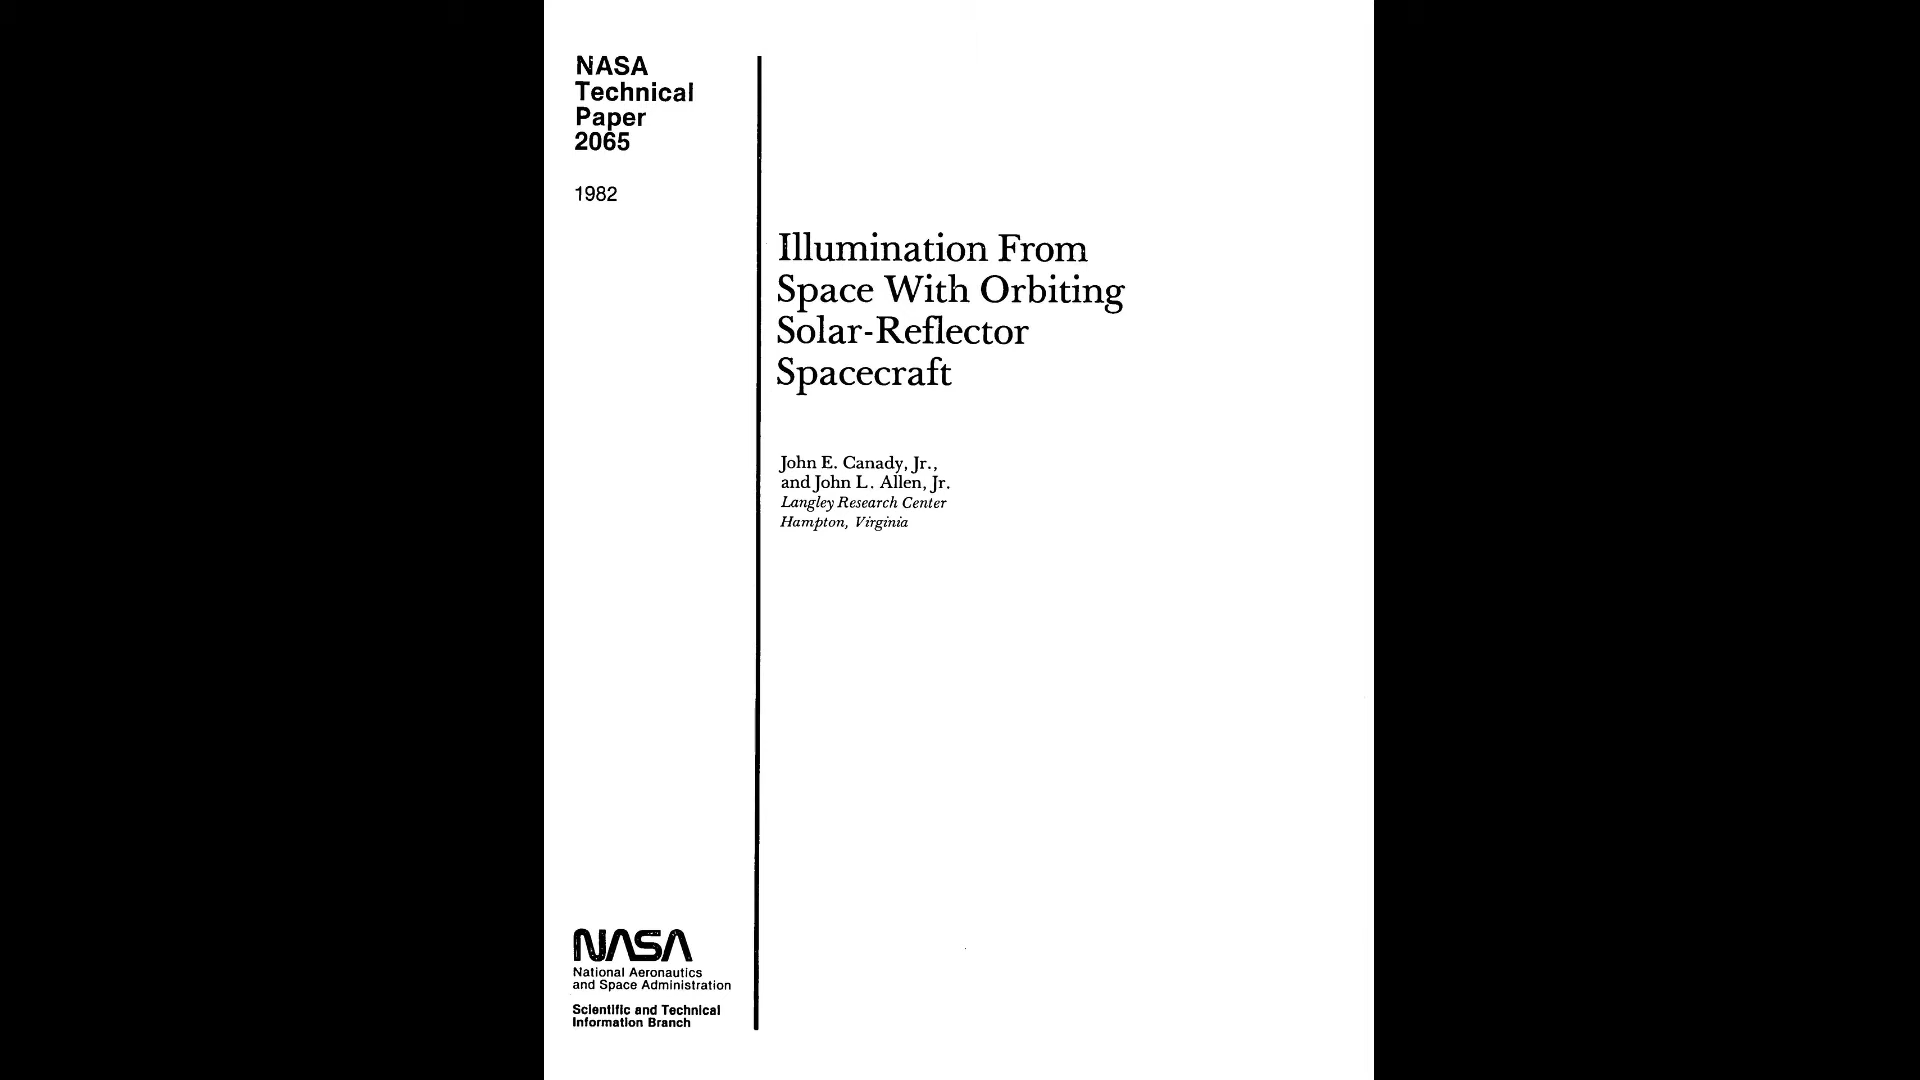 NASA
Technical
Paper
2065
1982
Illumination From
Space With Orbiting
Solar-Reflector
Spacecraft
John E. Canady, Jr.,
and John L. Allen, Jr.
Langley Research Center
Hampton, Virginia
NASA
National Aeronautics
and Space Administration
Scientific and Technical
Information Branch